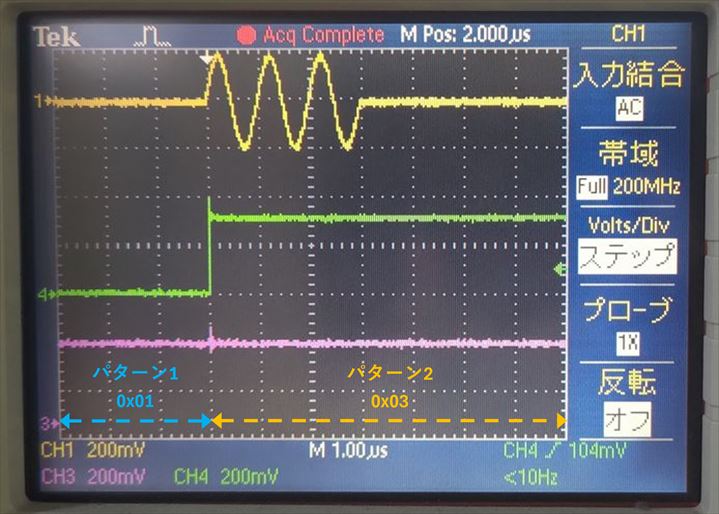 Tek
Acq Complete
M Pos: 2.000µs
CH1
入力結合
AC
帯域
Full 200MHz
Volts/Div
ステップ
プローブ
1X
反転
オフ
1
4
3
パターン1
0x01
パターン2
0x03
CH1 200mV
M 1.00µs
CH4 104mV
CH3 200mV
CH4 200mV
<10Hz